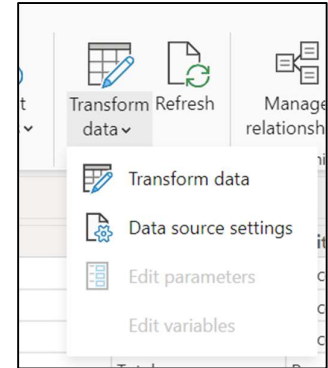 t
Transform Refresh
Manage
data
relationsh
Transform data
Data source settings
Edit parameters
Edit variables